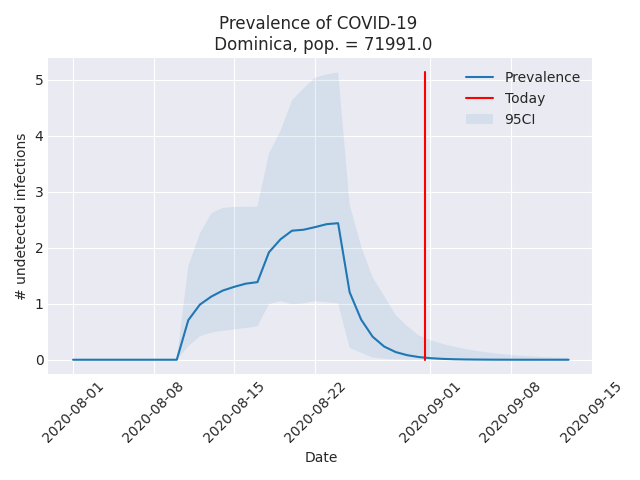 Prevalence of COVID-19
Dominica, pop. = 71991.0
Prevalence
Today
95CI
# undetected infections
5
4
3
2
1
0
2020-08-01
2020-08-08
2020-08-15
2020-08-22
2020-09-01
2020-09-08
2020-09-15
Date